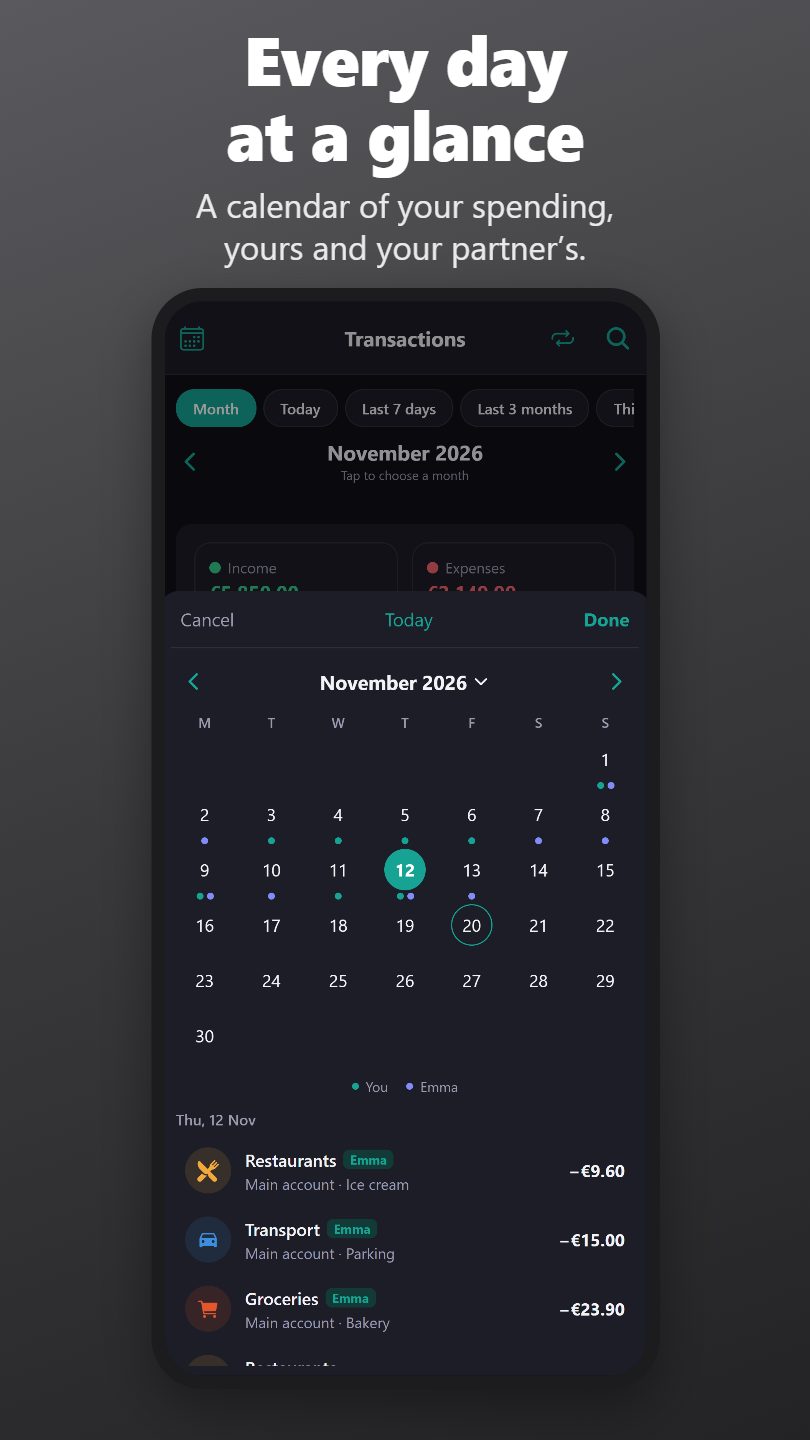 Every day
at a glance
A calendar of your spending,
yours and your partner’s.
Transactions
Month Today Last 7 days Last 3 months Thi
November 2026
Tap to choose a month
Income Expenses
Cancel Today Done
November 2026
M T W T F S S
1
2 3 4 5 6 7 8
9 10 11 12 13 14 15
16 17 18 19 20 21 22
23 24 25 26 27 28 29
30
You Emma
Thu, 12 Nov
Restaurants Emma
Main account · Ice cream
–€9.60
Transport Emma
Main account · Parking
–€15.00
Groceries Emma
Main account · Bakery
–€23.90